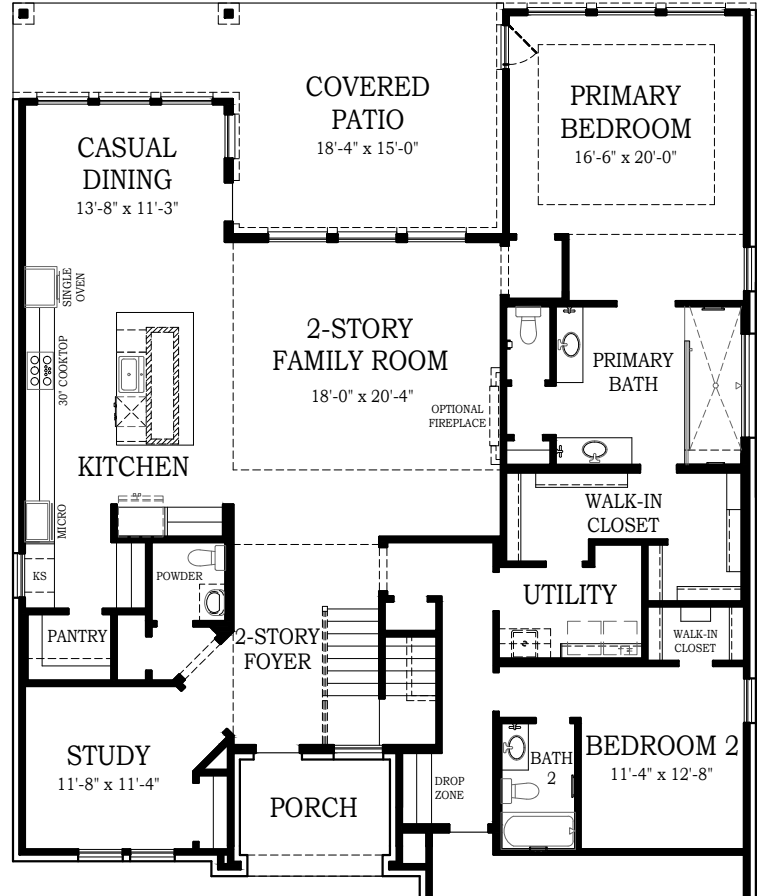 COVERED
PATIO
18'-4" x 15'-0"
PRIMARY
BEDROOM
16'-6" x 20'-0"
CASUAL
DINING
13'-8" x 11'-3"
SINGLE
OVEN
30" COOKTOP
2-STORY
FAMILY ROOM
18'-0" x 20'-4"
OPTIONAL
FIREPLACE
PRIMARY
BATH
KITCHEN
MICRO
WALK-IN
CLOSET
KS
POWDER
UTILITY
PANTRY
2-STORY
FOYER
WALK-IN
CLOSET
STUDY
11'-8" x 11'-4"
PORCH
DROP
ZONE
BATH
2
BEDROOM 2
11'-4" x 12'-8"